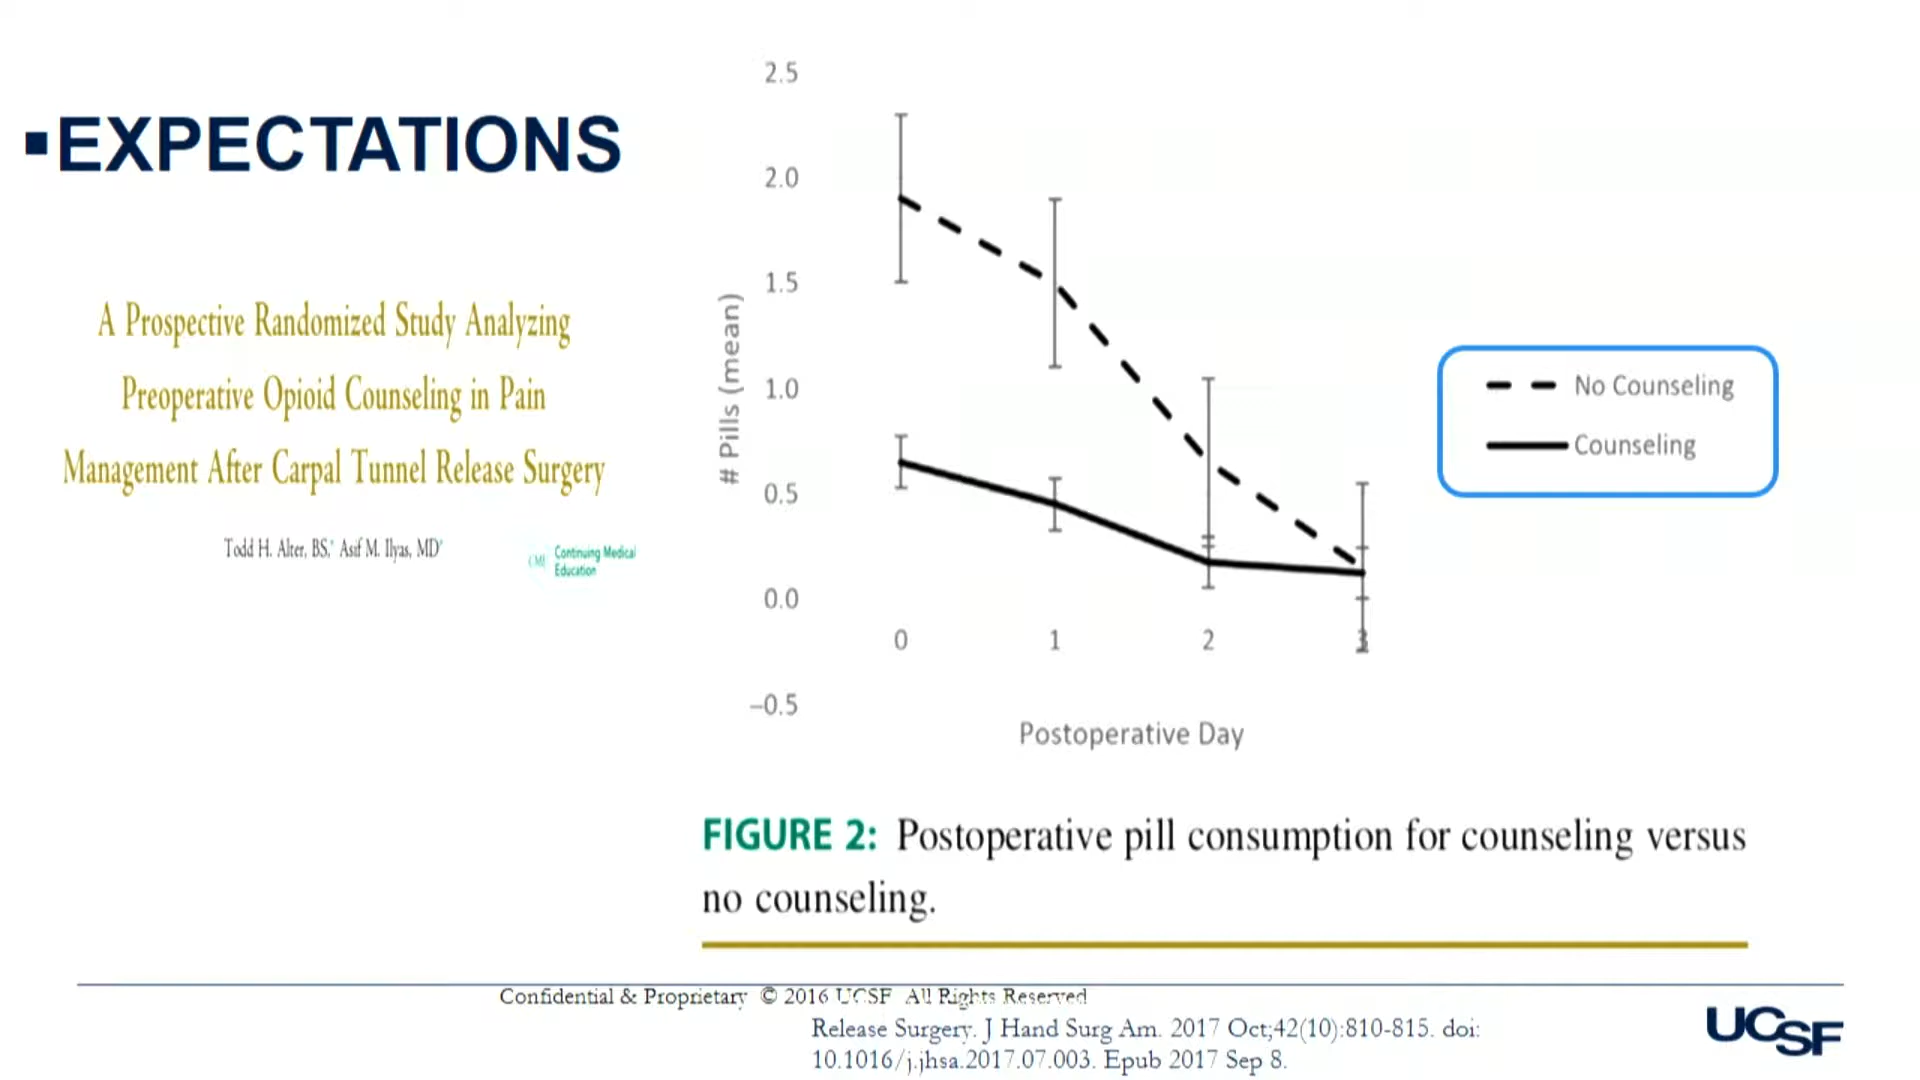 ▪EXPECTATIONS
A Prospective Randomized Study Analyzing
Preoperative Opioid Counseling in Pain
Management After Carpal Tunnel Release Surgery
Todd H. Alter, BS,* Asif M. Ilyas, MD*
CME
Continuing Medical
Education
2.5
2.0
1.5
1.0
0.5
0.0
–0.5
# Pills (mean)
0 1 2 3
Postoperative Day
No Counseling
Counseling
FIGURE 2: Postoperative pill consumption for counseling versus
no counseling.
Confidential & Proprietary © 2016 UCSF All Rights Reserved
Release Surgery. J Hand Surg Am. 2017 Oct;42(10):810-815. doi:
10.1016/j.jhsa.2017.07.003. Epub 2017 Sep 8.
UCSF